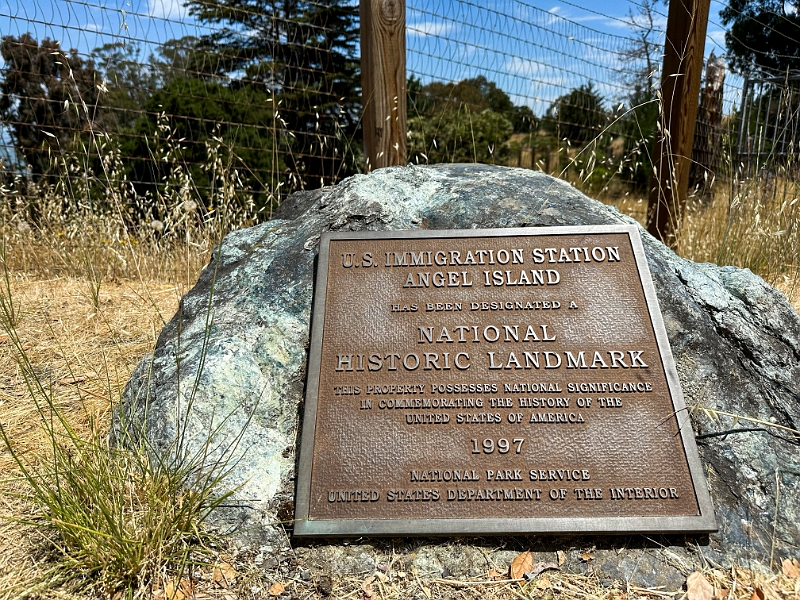 U.S. IMMIGRATION STATION
ANGEL ISLAND
HAS BEEN DESIGNATED A
NATIONAL
HISTORIC LANDMARK
THIS PROPERTY POSSESSES NATIONAL SIGNIFICANCE
IN COMMEMORATING THE HISTORY OF THE
UNITED STATES OF AMERICA
1997
NATIONAL PARK SERVICE
UNITED STATES DEPARTMENT OF THE INTERIOR